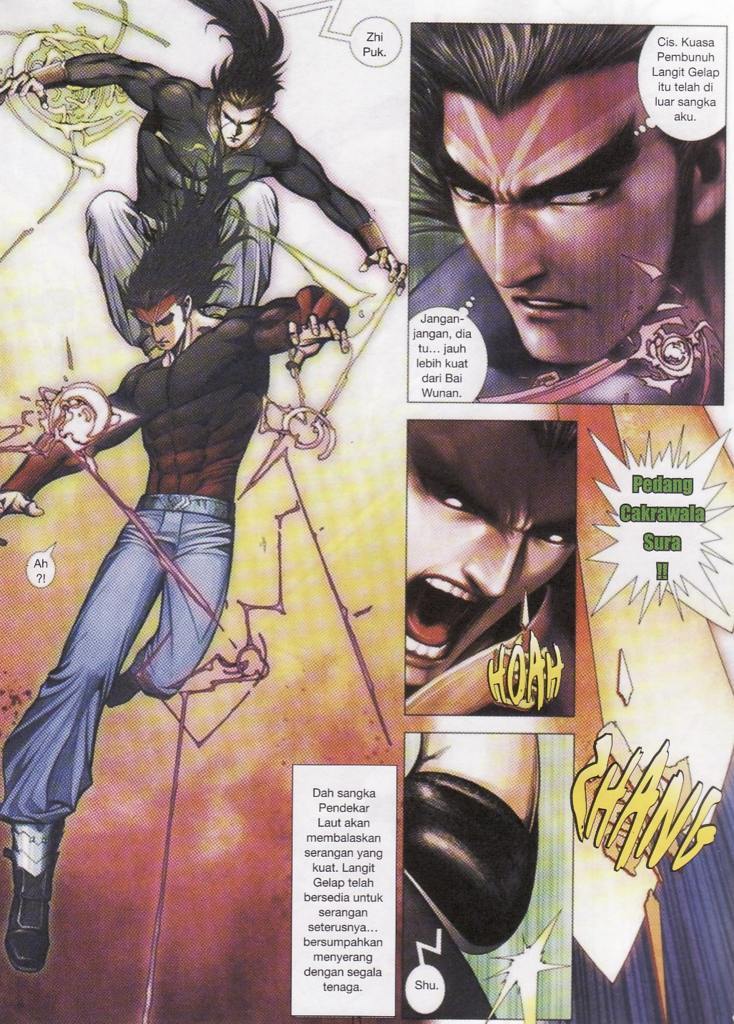 Zhi
Puk.
Cis. Kuasa
Pembunuh
Langit Gelap
itu telah di
luar sangka
aku.
Jangan-
jangan, dia
tu... jauh
lebih kuat
dari Bai
Wunan.
Pedang
Cakrawala
Sura
!!
Ah
?!
HOAH
ZHANG
Dah sangka
Pendekar
Laut akan
membalaskan
serangan yang
kuat. Langit
Gelap telah
bersedia untuk
serangan
seterusnya...
bersumpahkan
menyerang
dengan segala
tenaga.
Shu.